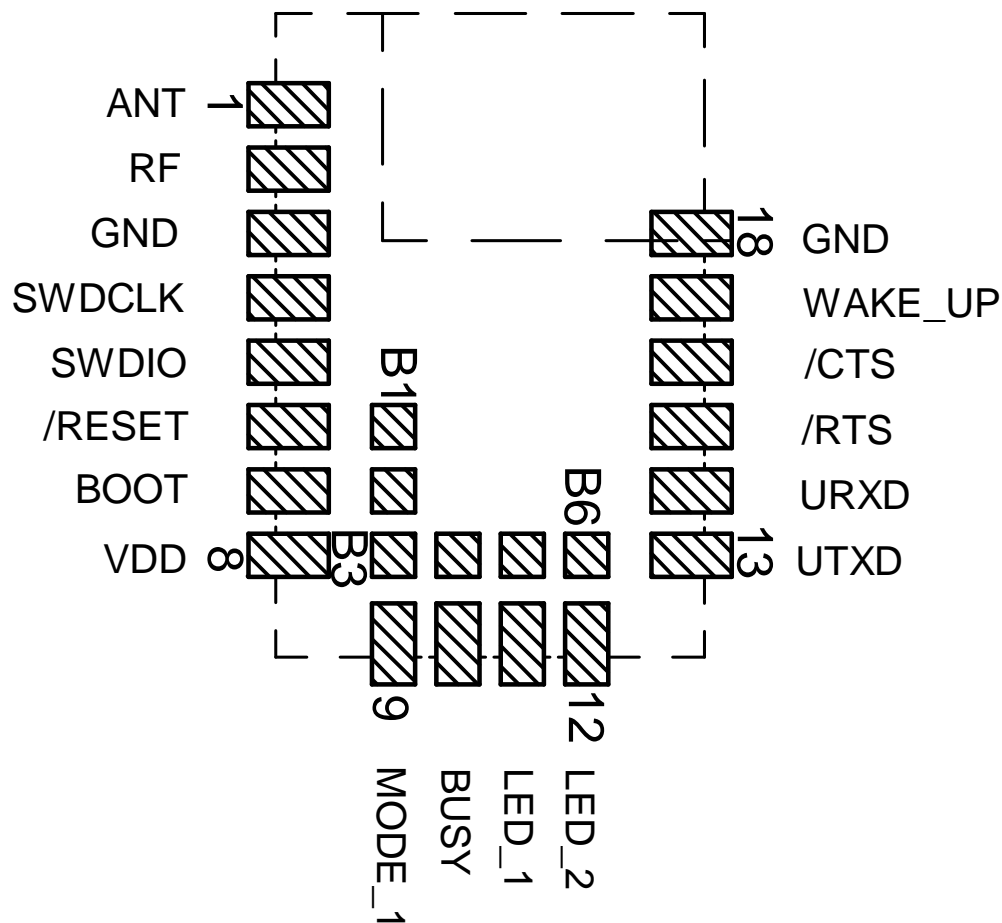 ANT 1
RF
GND
SWDCLK
SWDIO
/RESET
BOOT
VDD 8
B1
B3
B6
18 GND
WAKE_UP
/CTS
/RTS
URXD
13 UTXD
9
12
MODE_1
BUSY
LED_1
LED_2